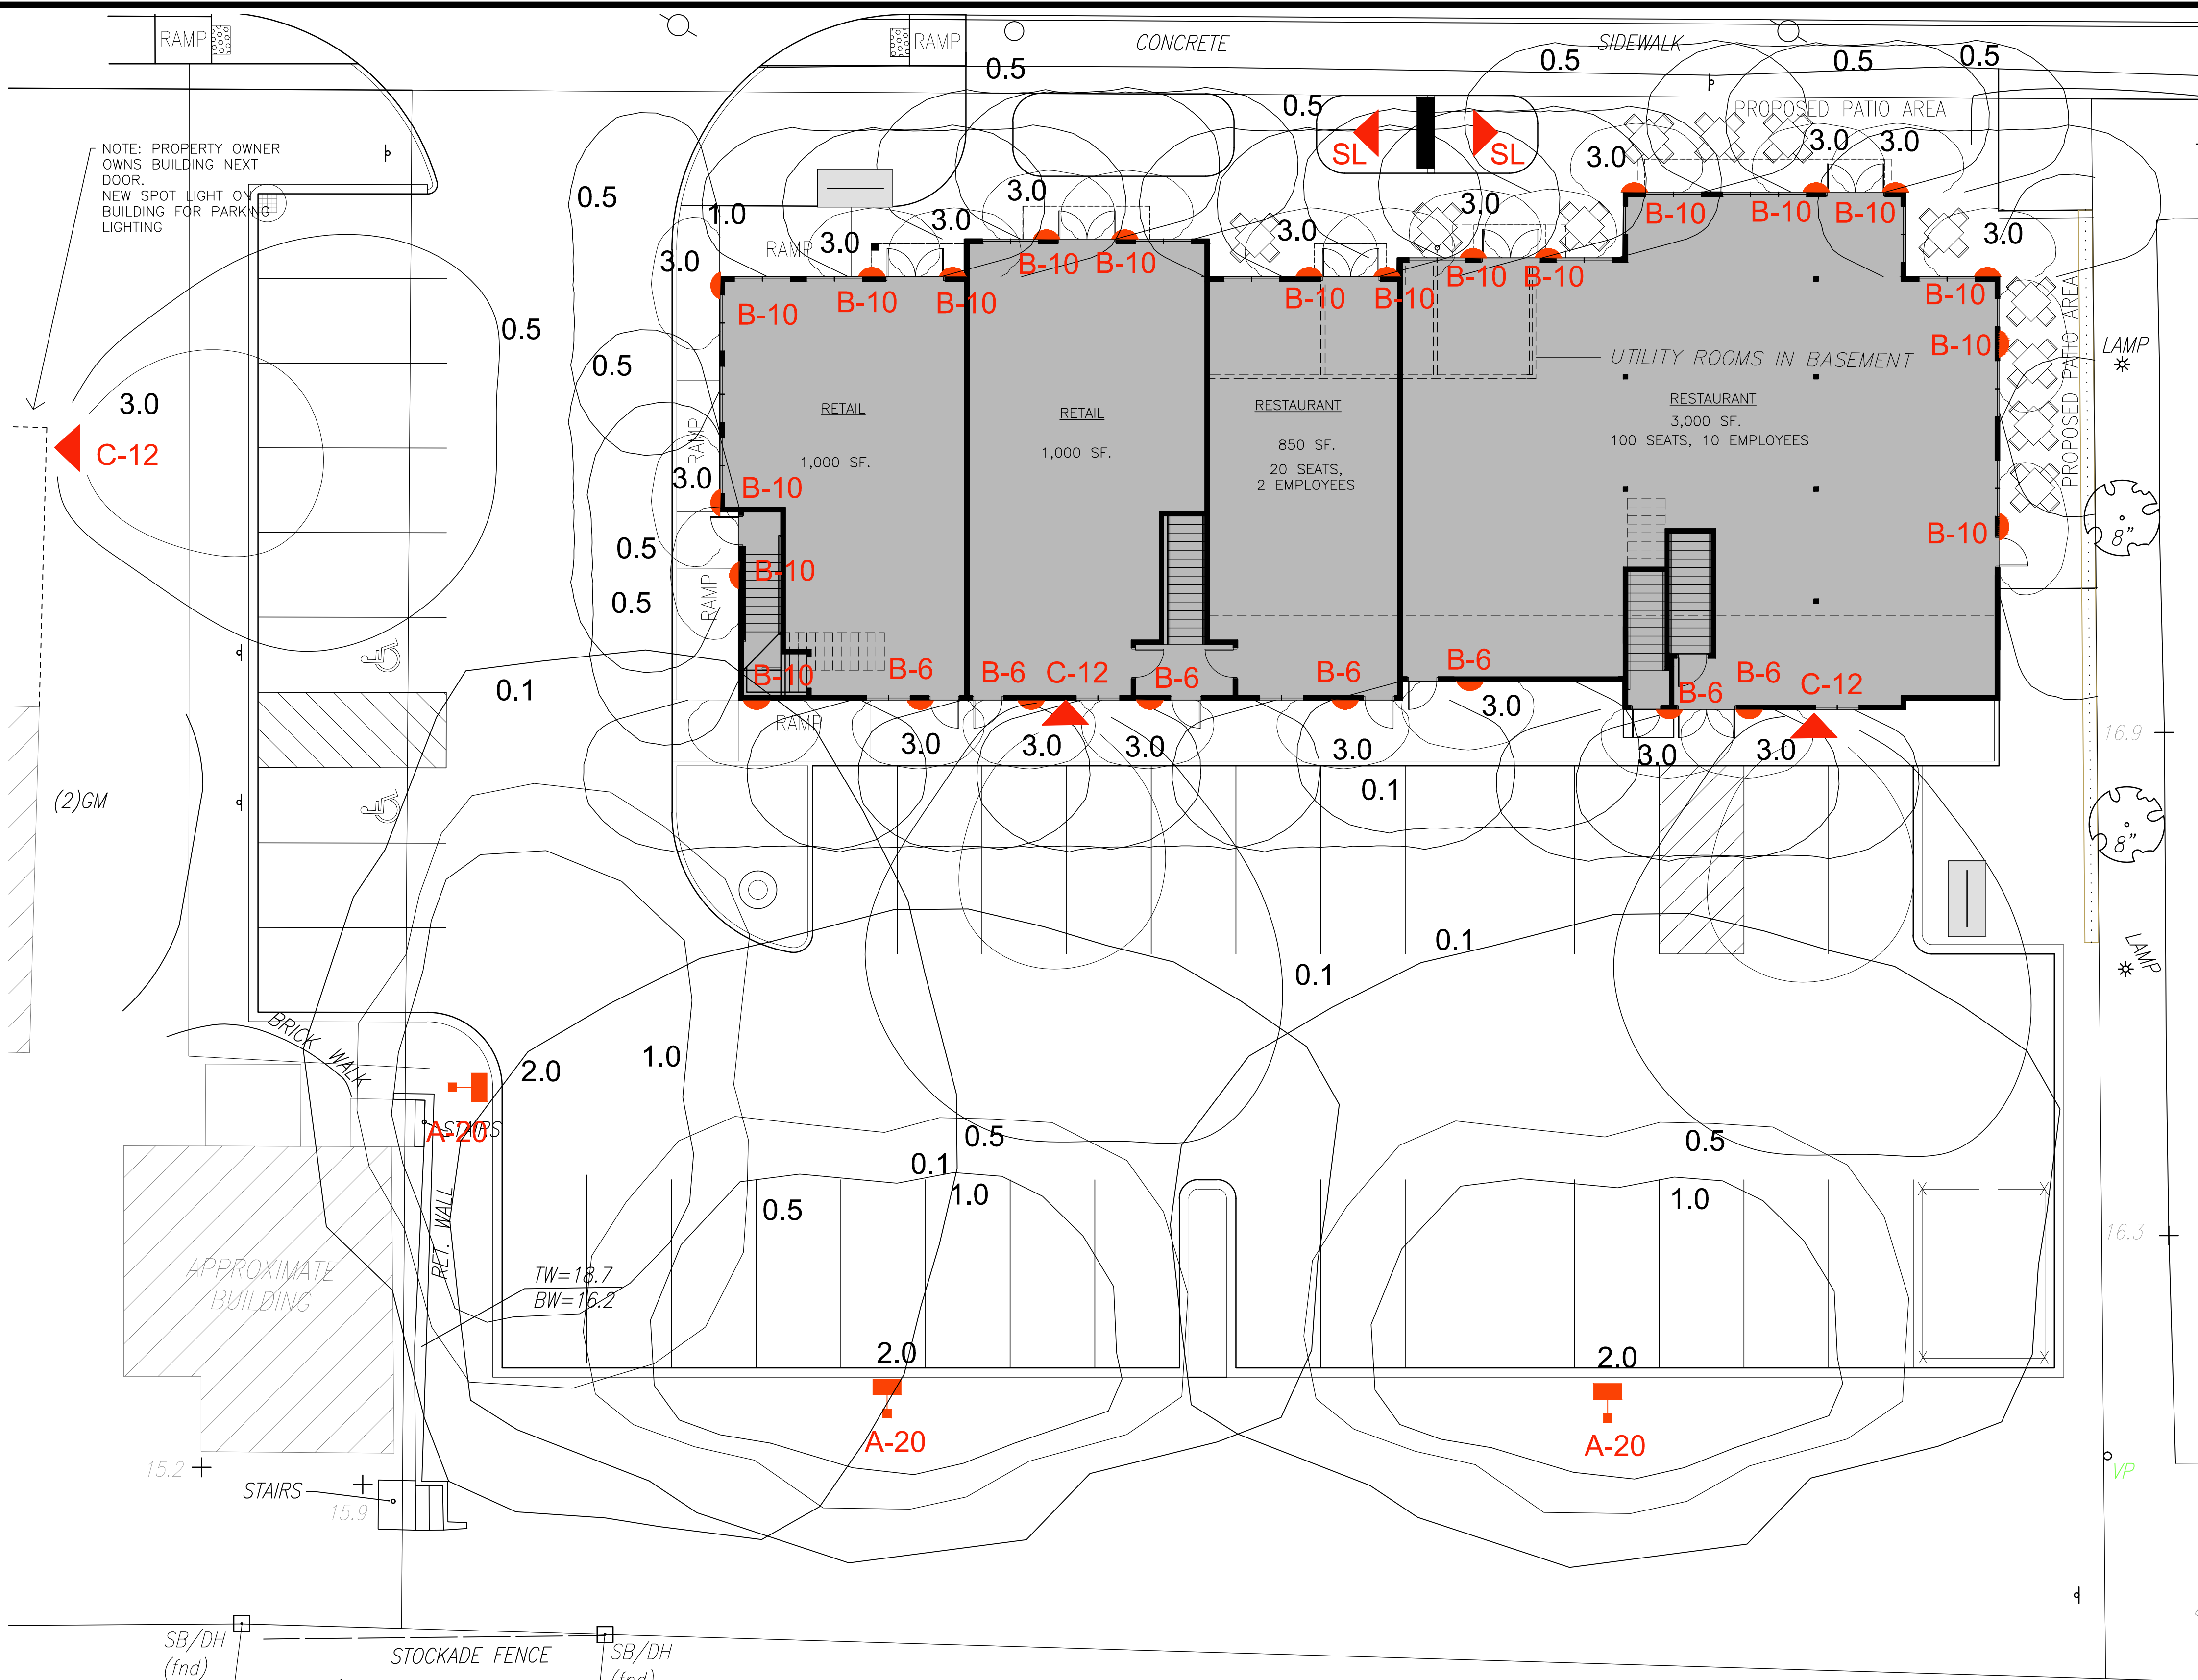 RAMP
RAMP
CONCRETE
SIDEWALK
0.5
0.5
0.5
0.5
0.5
PROPOSED PATIO AREA
NOTE: PROPERTY OWNER
OWNS BUILDING NEXT
DOOR.
NEW SPOT LIGHT ON
BUILDING FOR PARKING
LIGHTING
SL
SL
3.0
3.0
3.0
0.5
3.0
3.0
1.0
3.0
3.0
3.0
3.0
RAMP
3.0
B-10
B-10
B-10
B-10
B-10
B-10
B-10
B-10
B-10
B-10
B-10
B-10
B-10
B-10
0.5
0.5
B-10
LAMP
PROPOSED PATIO AREA
UTILITY ROOMS IN BASEMENT
3.0
C-12
RETAIL
1,000 SF.
RETAIL
1,000 SF.
RESTAURANT
850 SF.
20 SEATS,
2 EMPLOYEES
RESTAURANT
3,000 SF.
100 SEATS, 10 EMPLOYEES
RAMP
3.0
B-10
B-10
8"
0.5
B-10
0.5
RAMP
0.1
B-10
B-6
B-6
C-12
B-6
B-6
B-6
B-6
B-6
C-12
RAMP
3.0
3.0
3.0
3.0
3.0
3.0
3.0
16.9
(2)GM
0.1
8"
0.1
0.1
LAMP
BRICK WALK
2.0
1.0
A-20
STAIRS
0.5
0.5
0.1
1.0
0.5
1.0
RET. WALL
16.3
APPROXIMATE
BUILDING
TW=18.7
BW=16.2
2.0
2.0
A-20
A-20
15.2
VP
STAIRS
15.9
SB/DH
(fnd)
STOCKADE FENCE
SB/DH
(fnd)